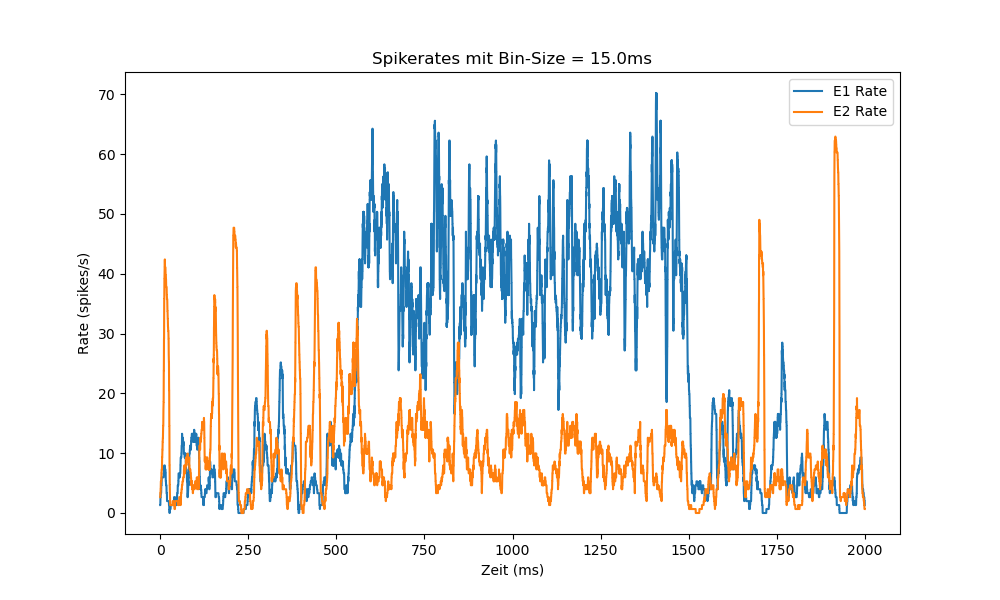 Spikerates mit Bin-Size = 15.0ms
E1 Rate
E2 Rate
70
60
50
40
30
20
10
0
Rate (spikes/s)
0 250 500 750 1000 1250 1500 1750 2000
Zeit (ms)